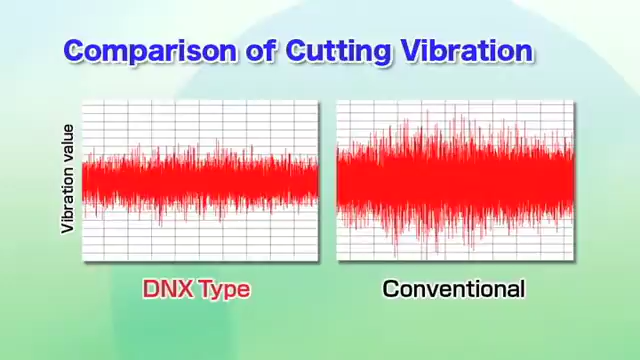 Comparison of Cutting Vibration
Vibration value
DNX Type
Conventional